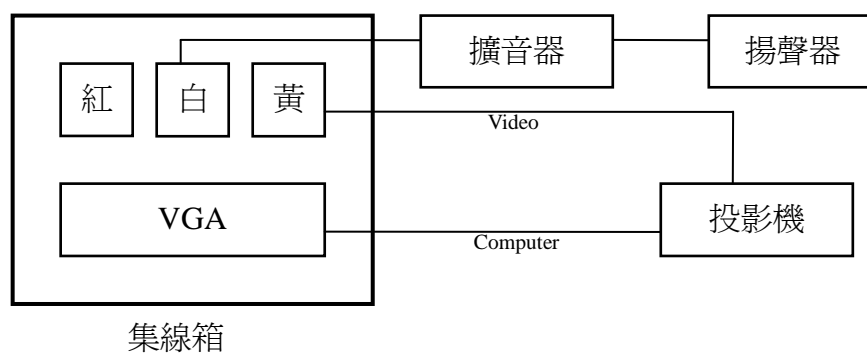 擴音器
揚聲器
紅
白
黃
Video
VGA
投影機
Computer
集線箱